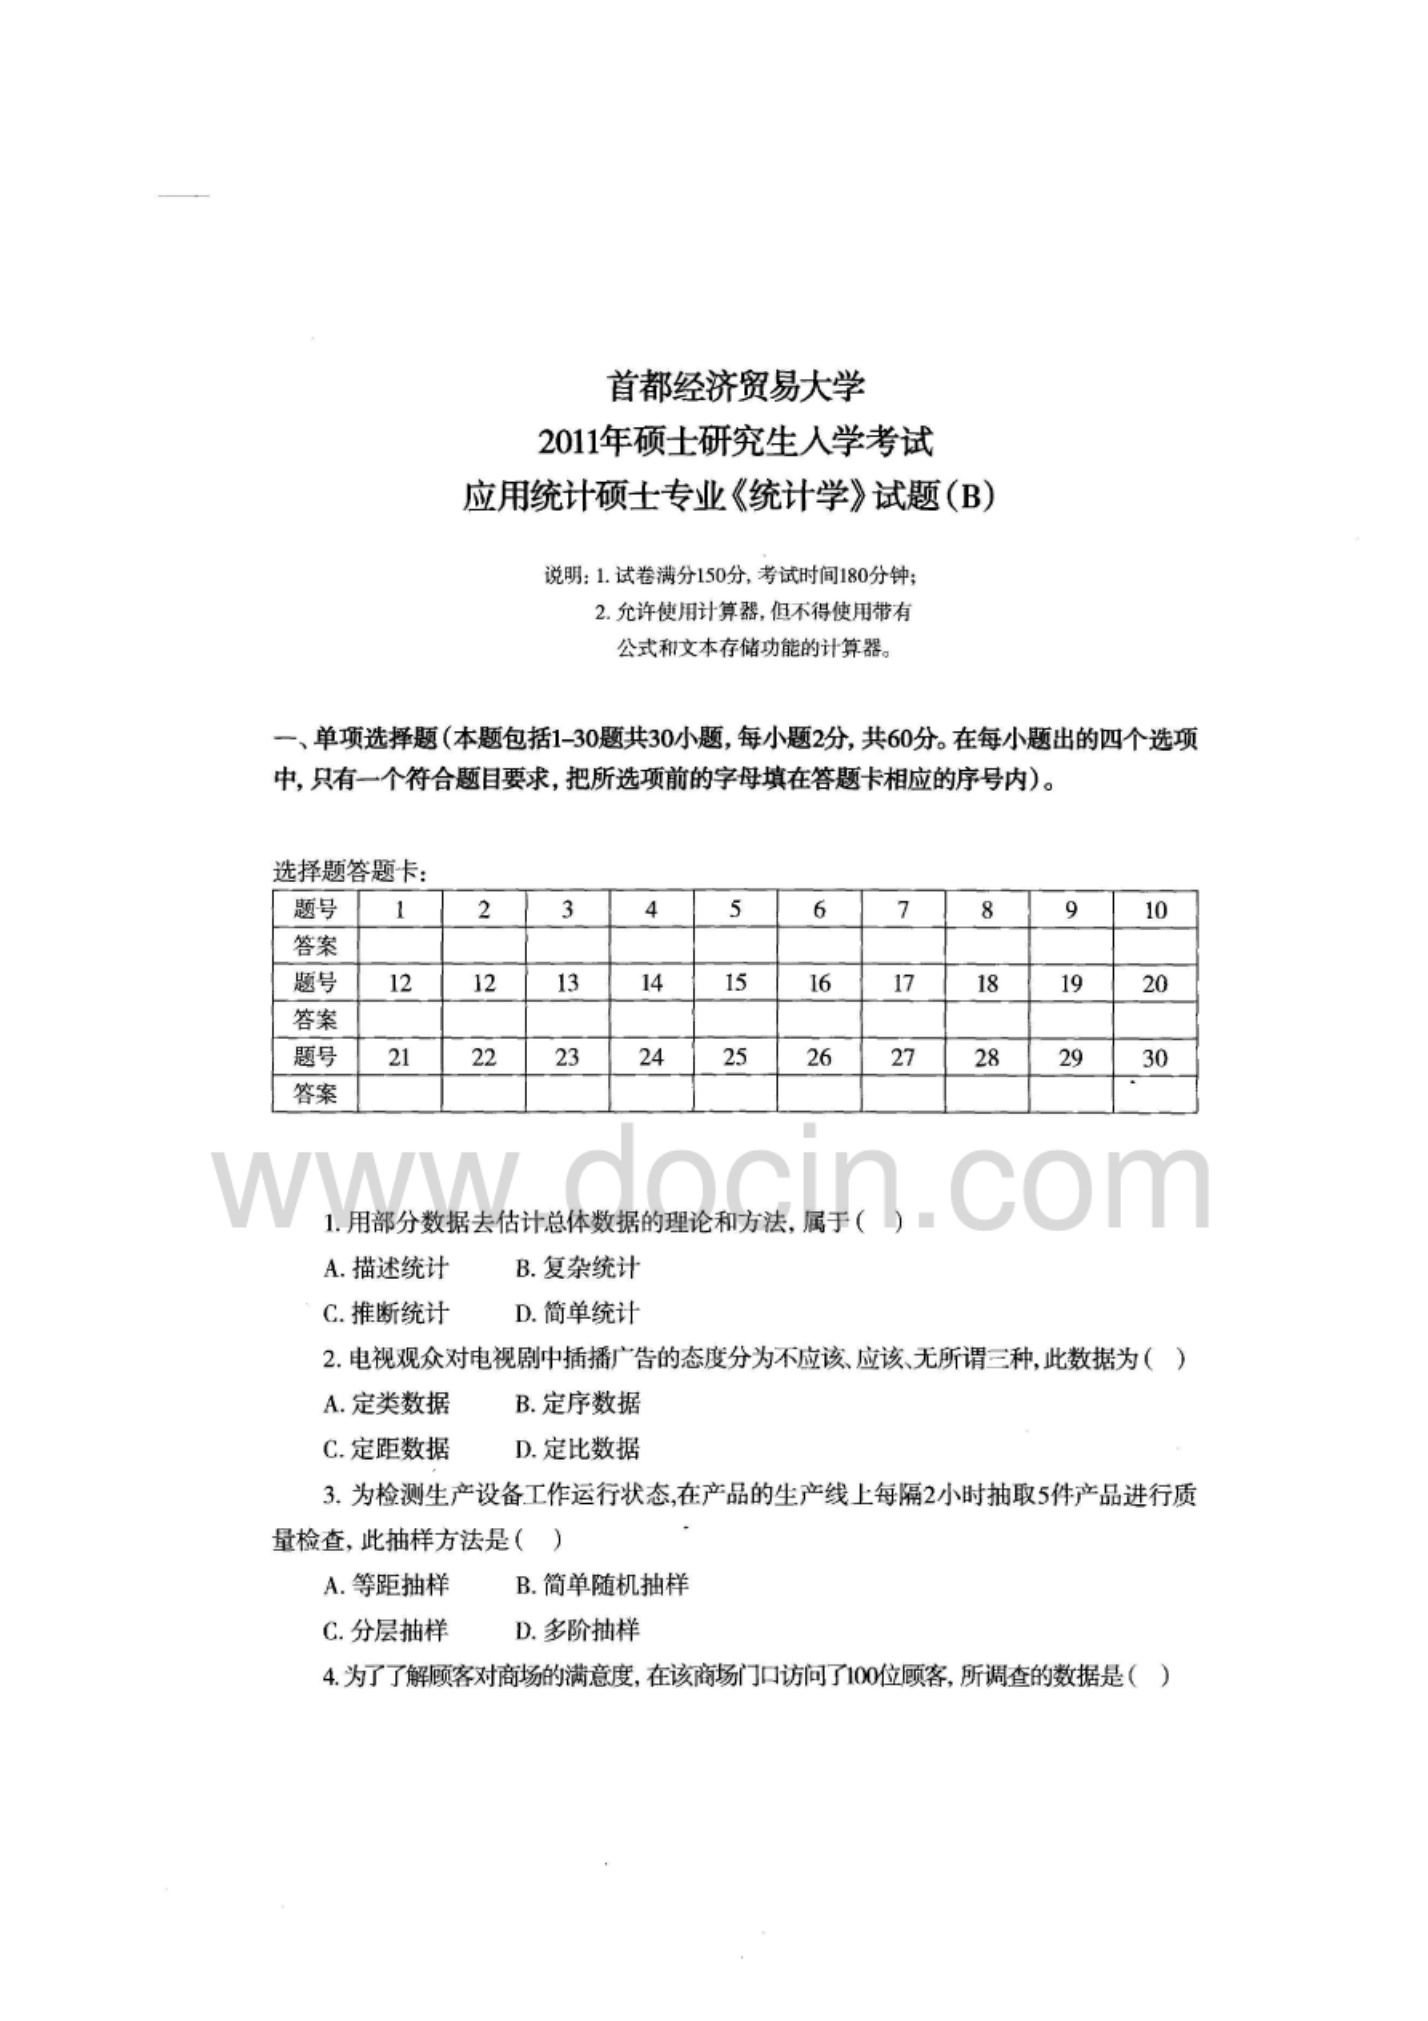 首都经济贸易大学
2011年硕士研究生入学考试
应用统计硕士专业《统计学》试题（B）
说明：1. 试卷满分150分，考试时间180分钟；
2. 允许使用计算器，但不得使用带有
公式和文本存储功能的计算器。
一、单项选择题（本题包括1–30题共30小题，每小题2分，共60分。在每小题出的四个选项
中，只有一个符合题目要求，把所选项前的字母填在答题卡相应的序号内）。
选择题答题卡：
题号 1 2 3 4 5 6 7 8 9 10
答案
题号 12 12 13 14 15 16 17 18 19 20
答案
题号 21 22 23 24 25 26 27 28 29 30
答案
www.docin.com
1. 用部分数据去估计总体数据的理论和方法，属于（ ）
A. 描述统计 B. 复杂统计
C. 推断统计 D. 简单统计
2. 电视观众对电视剧中插播广告的态度分为不应该、应该、无所谓三种，此数据为（ ）
A. 定类数据 B. 定序数据
C. 定距数据 D. 定比数据
3. 为检测生产设备工作运行状态，在产品的生产线上每隔2小时抽取5件产品进行质
量检查，此抽样方法是（ ）
A. 等距抽样 B. 简单随机抽样
C. 分层抽样 D. 多阶抽样
4. 为了了解顾客对商场的满意度，在该商场门口访问了100位顾客，所调查的数据是（ ）